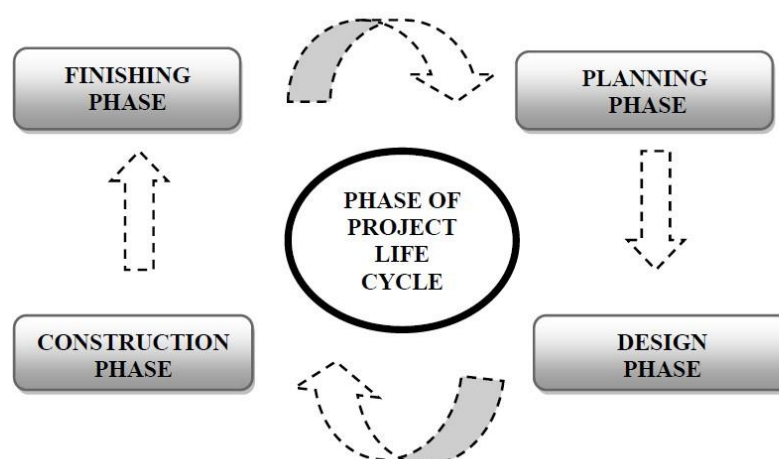 FINISHING
PHASE
PLANNING
PHASE
PHASE OF
PROJECT
LIFE
CYCLE
CONSTRUCTION
PHASE
DESIGN
PHASE